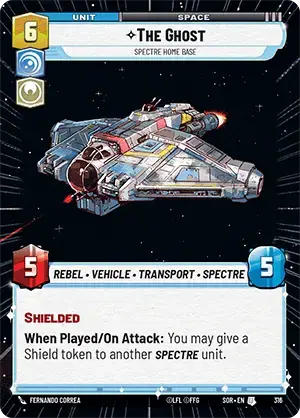 UNIT SPACE
6 ✧THE GHOST
SPECTRE HOME BASE
5 REBEL • VEHICLE • TRANSPORT • SPECTRE 5
SHIELDED
When Played/On Attack: You may give a
Shield token to another SPECTRE unit.
FERNANDO CORREA ©LFL ©FFG SOR • EN 316